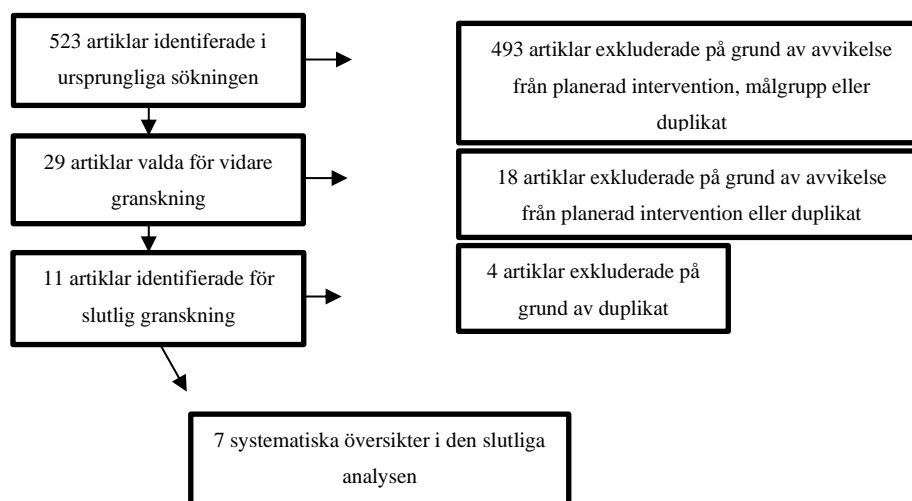 523 artiklar identiferade i
ursprungliga sökningen
493 artiklar exkluderade på grund av avvikelse
från planerad intervention, målgrupp eller
duplikat
29 artiklar valda för vidare
granskning
18 artiklar exkluderade på grund av avvikelse
från planerad intervention eller duplikat
11 artiklar identifierade för
slutlig granskning
4 artiklar exkluderade på
grund av duplikat
7 systematiska översikter i den slutliga
analysen